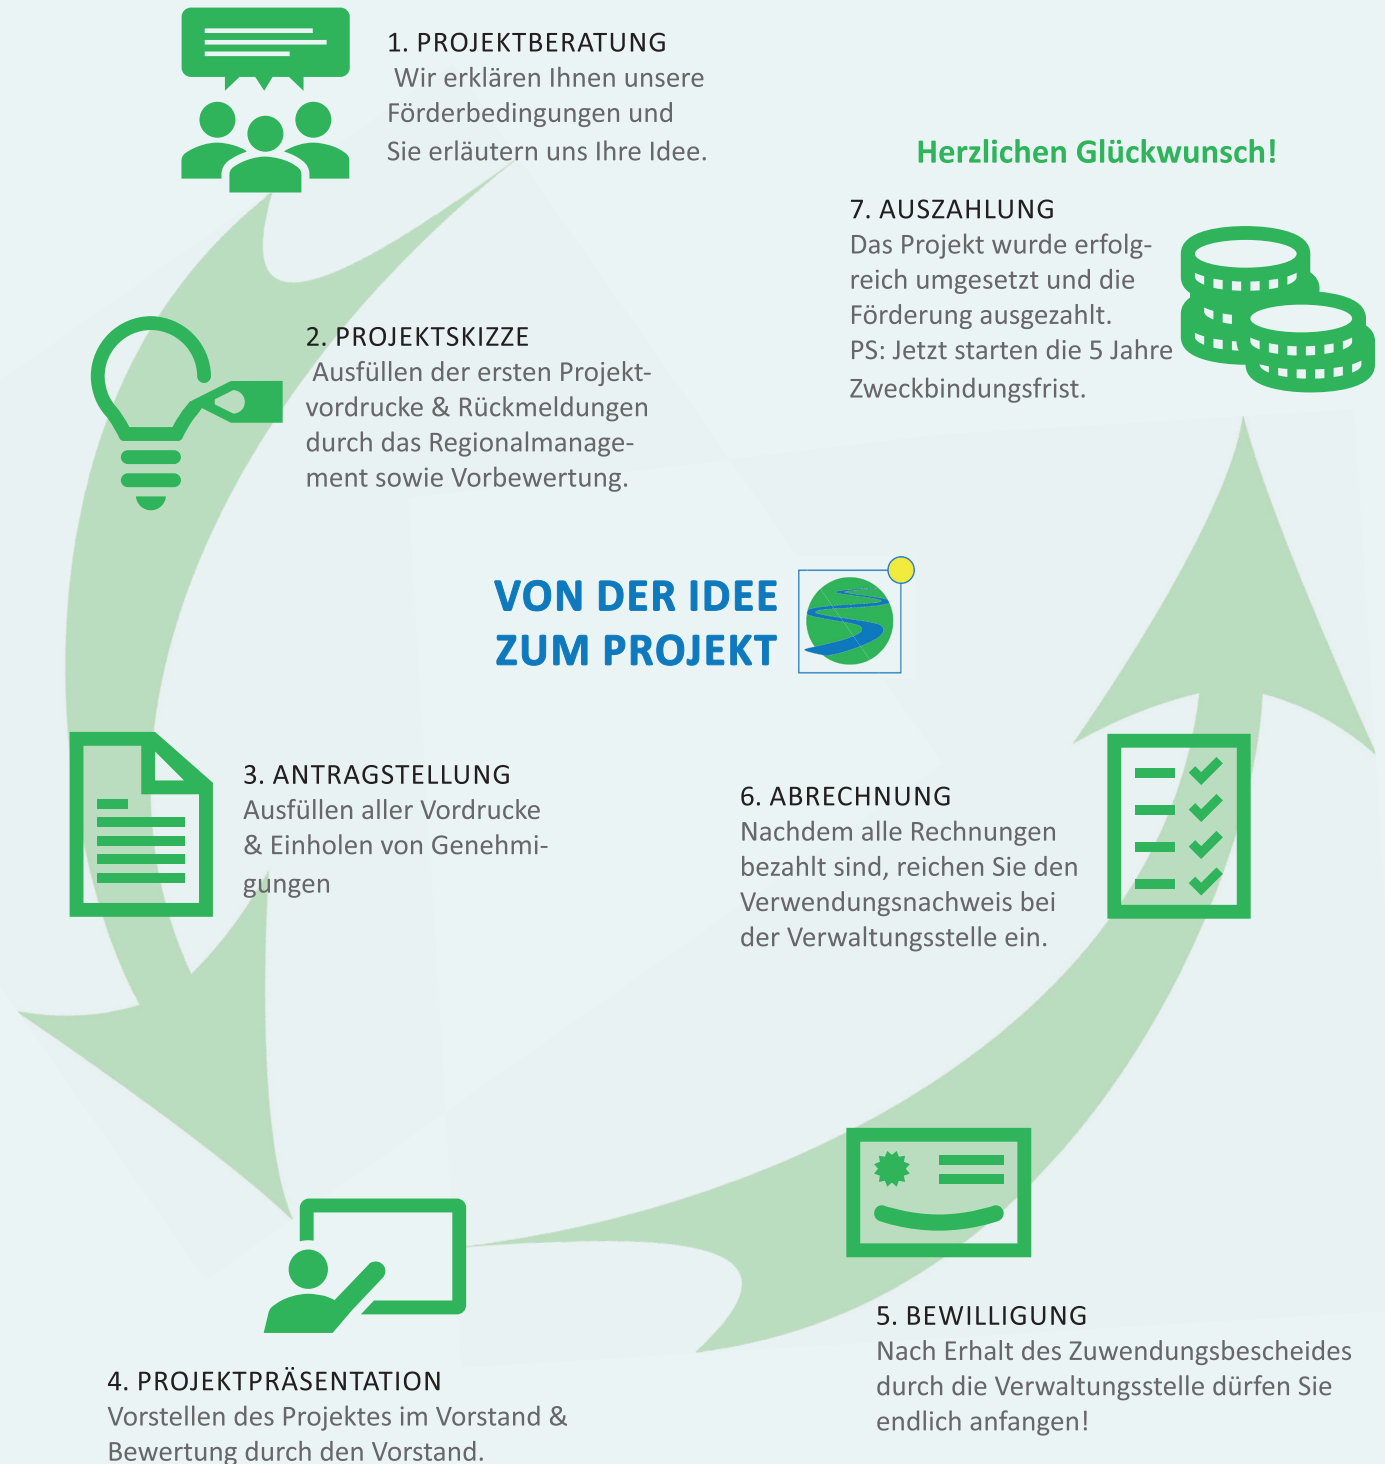 1. PROJEKTBERATUNG
Wir erklären Ihnen unsere
Förderbedingungen und
Sie erläutern uns Ihre Idee.
2. PROJEKTSKIZZE
Ausfüllen der ersten Projekt-
vordrucke & Rückmeldungen
durch das Regionalmanage-
ment sowie Vorbewertung.
VON DER IDEE
ZUM PROJEKT
3. ANTRAGSTELLUNG
Ausfüllen aller Vordrucke
& Einholen von Genehmi-
gungen
4. PROJEKTPRÄSENTATION
Vorstellen des Projektes im Vorstand &
Bewertung durch den Vorstand.
5. BEWILLIGUNG
Nach Erhalt des Zuwendungsbescheides
durch die Verwaltungsstelle dürfen Sie
endlich anfangen!
6. ABRECHNUNG
Nachdem alle Rechnungen
bezahlt sind, reichen Sie den
Verwendungsnachweis bei
der Verwaltungsstelle ein.
Herzlichen Glückwunsch!
7. AUSZAHLUNG
Das Projekt wurde erfolg-
reich umgesetzt und die
Förderung ausgezahlt.
PS: Jetzt starten die 5 Jahre
Zweckbindungsfrist.